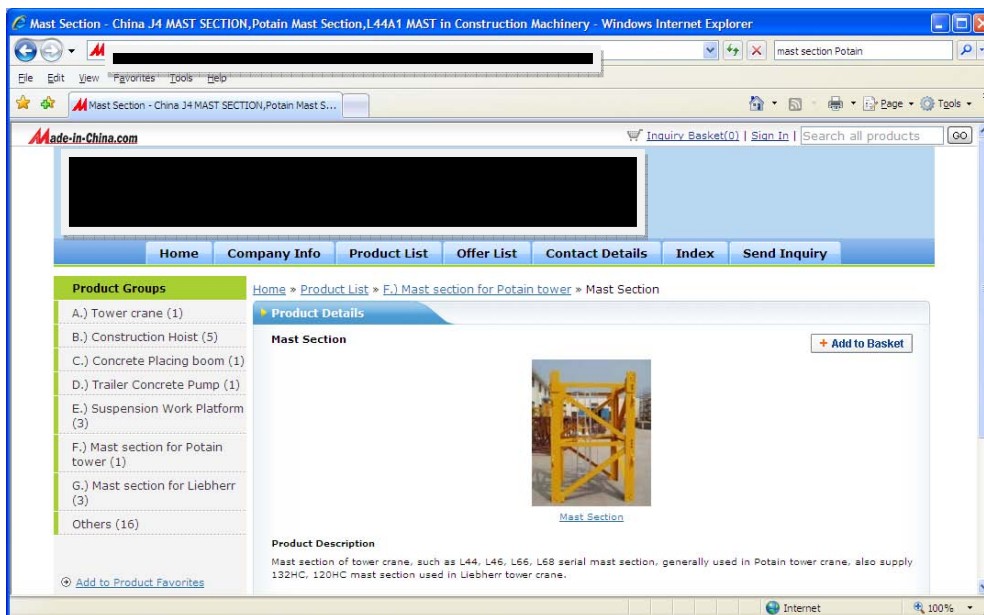 Mast Section - China J4 MAST SECTION,Potain Mast Section,L44A1 MAST in Construction Machinery - Windows Internet Explorer
mast section Potain
File Edit View Favorites Tools Help
Mast Section - China J4 MAST SECTION,Potain Mast S...
Page Tools
Made-in-China.com
Inquiry Basket(0) | Sign In | Search all products GO
Home Company Info Product List Offer List Contact Details Index Send Inquiry
Product Groups
A.) Tower crane (1)
B.) Construction Hoist (5)
C.) Concrete Placing boom (1)
D.) Trailer Concrete Pump (1)
E.) Suspension Work Platform
(3)
F.) Mast section for Potain
tower (1)
G.) Mast section for Liebherr
(3)
Others (16)
Add to Product Favorites
Home » Product List » F.) Mast section for Potain tower » Mast Section
Product Details
Mast Section
+ Add to Basket
Mast Section
Product Description
Mast section of tower crane, such as L44, L46, L66, L68 serial mast section, generally used in Potain tower crane, also supply
132HC, 120HC mast section used in Liebherr tower crane.
Internet 100%